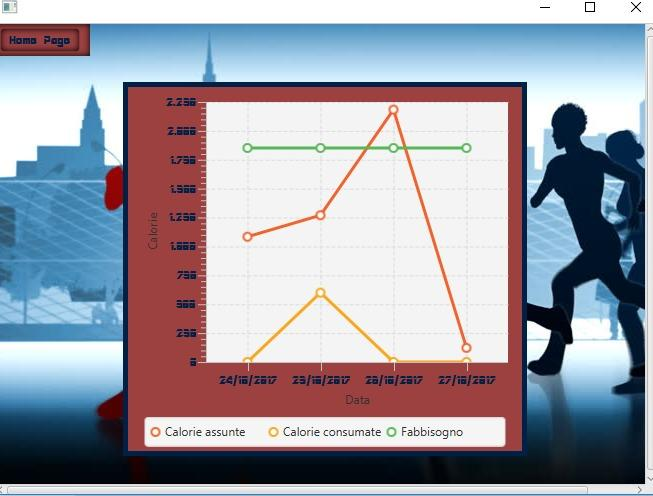 Home Page
2.250
2.000
1.750
1.500
1.250
1.000
750
500
250
0
Calorie
24/10/2017 25/10/2017 26/10/2017 27/10/2017
Data
Calorie assunte Calorie consumate Fabbisogno